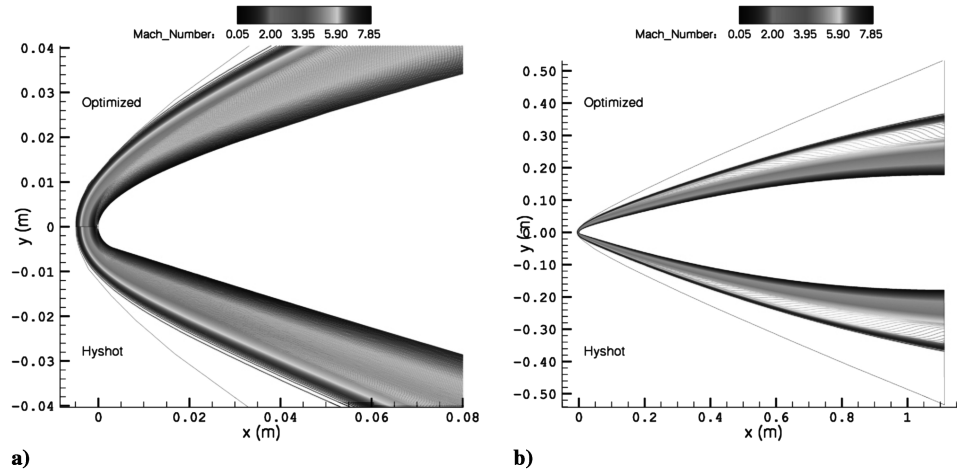 Mach_Number: 0.05 2.00 3.95 5.90 7.85
0.04
0.03
0.02
0.01
0
-0.01
-0.02
-0.03
-0.04
y (m)
Optimized
Hyshot
0 0.02 0.04 0.06 0.08
x (m)
a)
Mach_Number: 0.05 2.00 3.95 5.90 7.85
0.50
0.40
0.30
0.20
0.10
0.00
-0.10
-0.20
-0.30
-0.40
-0.50
y (m)
Optimized
Hyshot
0 0.2 0.4 0.6 0.8 1
x (m)
b)